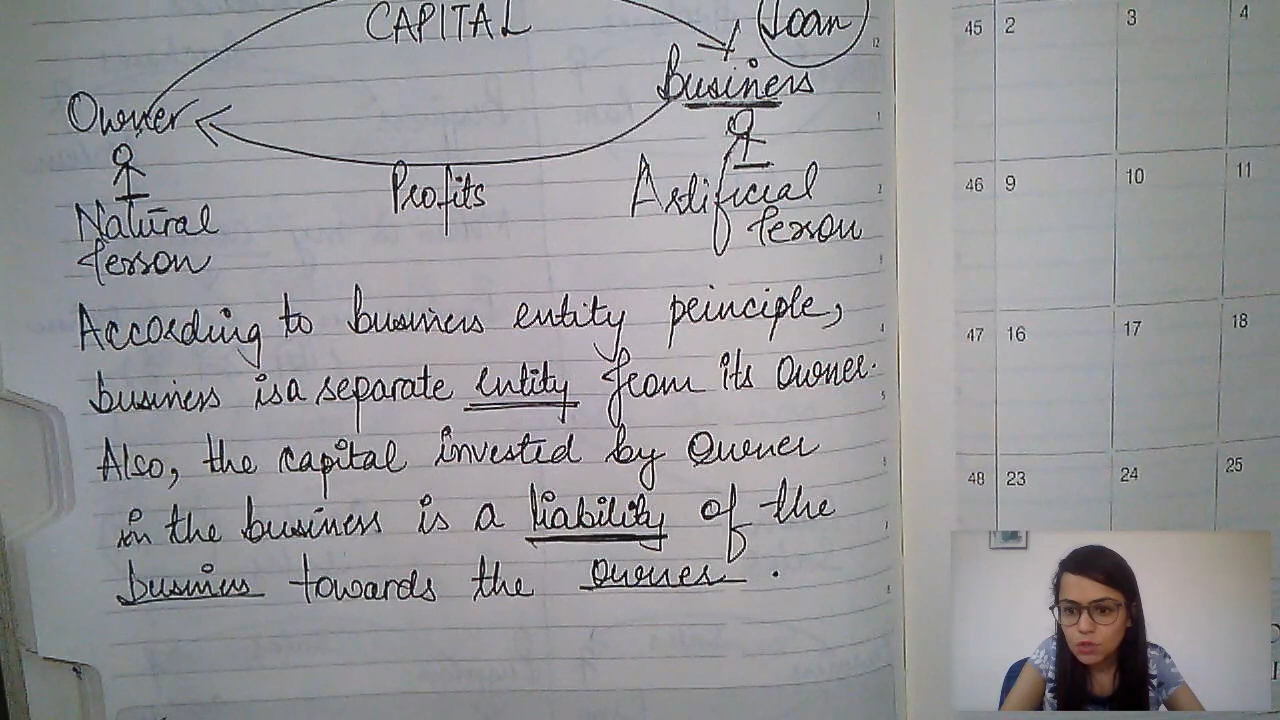 CAPITAL
Loan
Business
Owner
Profits
Natural
Person
Artificial
Person
According to business entity principle,
business is a separate entity from its owner.
Also, the capital invested by Owner
in the business is a liability of the
business towards the owner.
45 2 3 4
46 9 10 11
47 16 17 18
48 23 24 25